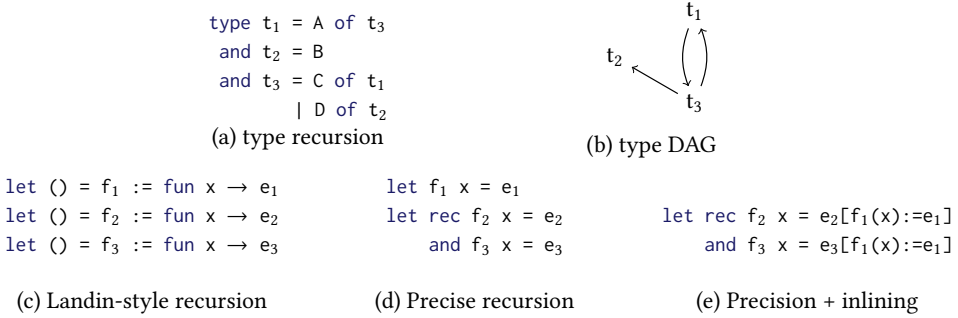 type t₁ = A of t₃
and t₂ = B
and t₃ = C of t₁
| D of t₂
(a) type recursion
t₁
t₂
t₃
(b) type DAG
let () = f₁ := fun x → e₁
let () = f₂ := fun x → e₂
let () = f₃ := fun x → e₃
(c) Landin-style recursion
let f₁ x = e₁
let rec f₂ x = e₂
and f₃ x = e₃
(d) Precise recursion
let rec f₂ x = e₂[f₁(x):=e₁]
and f₃ x = e₃[f₁(x):=e₁]
(e) Precision + inlining